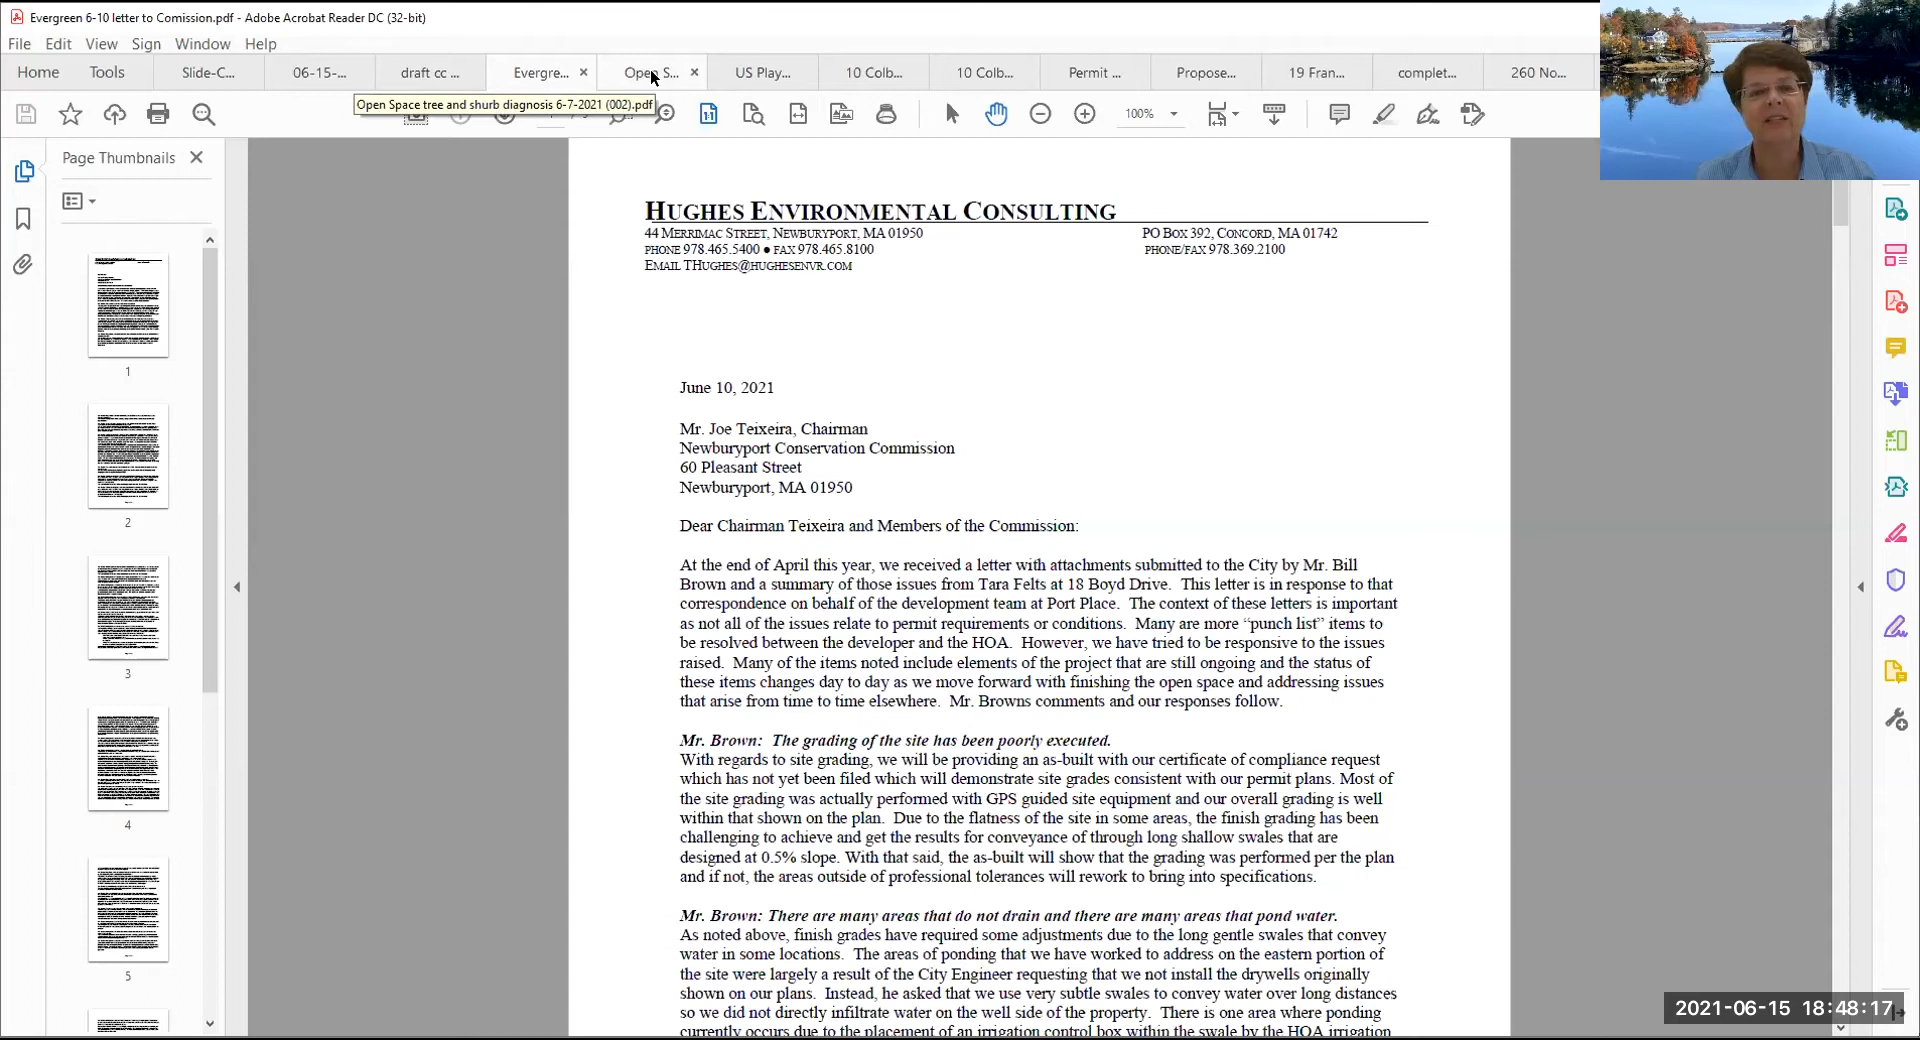 Evergreen 6-10 letter to Comission.pdf - Adobe Acrobat Reader DC (32-bit)
File Edit View Sign Window Help
Home Tools Slide-C... 06-15-... draft cc ... Evergre... Open S... US Play... 10 Colb... 10 Colb... Permit ... Propose... 19 Fran... complet... 260 No...
Open Space tree and shurb diagnosis 6-7-2021 (002).pdf
100%
Page Thumbnails
1
2
3
4
5
HUGHES ENVIRONMENTAL CONSULTING
44 MERRIMAC STREET, NEWBURYPORT, MA 01950 PO BOX 392, CONCORD, MA 01742
PHONE 978.465.5400 ● FAX 978.465.8100 PHONE/FAX 978.369.2100
EMAIL THUGHES@HUGHESENVR.COM
June 10, 2021
Mr. Joe Teixeira, Chairman
Newburyport Conservation Commission
60 Pleasant Street
Newburyport, MA 01950
Dear Chairman Teixeira and Members of the Commission:
At the end of April this year, we received a letter with attachments submitted to the City by Mr. Bill
Brown and a summary of those issues from Tara Felts at 18 Boyd Drive. This letter is in response to that
correspondence on behalf of the development team at Port Place. The context of these letters is important
as not all of the issues relate to permit requirements or conditions. Many are more “punch list” items to
be resolved between the developer and the HOA. However, we have tried to be responsive to the issues
raised. Many of the items noted include elements of the project that are still ongoing and the status of
these items changes day to day as we move forward with finishing the open space and addressing issues
that arise from time to time elsewhere. Mr. Browns comments and our responses follow.
Mr. Brown: The grading of the site has been poorly executed.
With regards to site grading, we will be providing an as-built with our certificate of compliance request
which has not yet been filed which will demonstrate site grades consistent with our permit plans. Most of
the site grading was actually performed with GPS guided site equipment and our overall grading is well
within that shown on the plan. Due to the flatness of the site in some areas, the finish grading has been
challenging to achieve and get the results for conveyance of through long shallow swales that are
designed at 0.5% slope. With that said, the as-built will show that the grading was performed per the plan
and if not, the areas outside of professional tolerances will rework to bring into specifications.
Mr. Brown: There are many areas that do not drain and there are many areas that pond water.
As noted above, finish grades have required some adjustments due to the long gentle swales that convey
water in some locations. The areas of ponding that we have worked to address on the eastern portion of
the site were largely a result of the City Engineer requesting that we not install the drywells originally
shown on our plans. Instead, he asked that we use very subtle swales to convey water over long distances
so we did not directly infiltrate water on the well side of the property. There is one area where ponding
currently occurs due to the placement of an irrigation control box within the swale by the HOA irrigation
2021-06-15 18:48:17